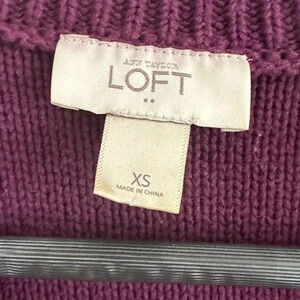 ANN TAYLOR
LOFT
XS
MADE IN CHINA